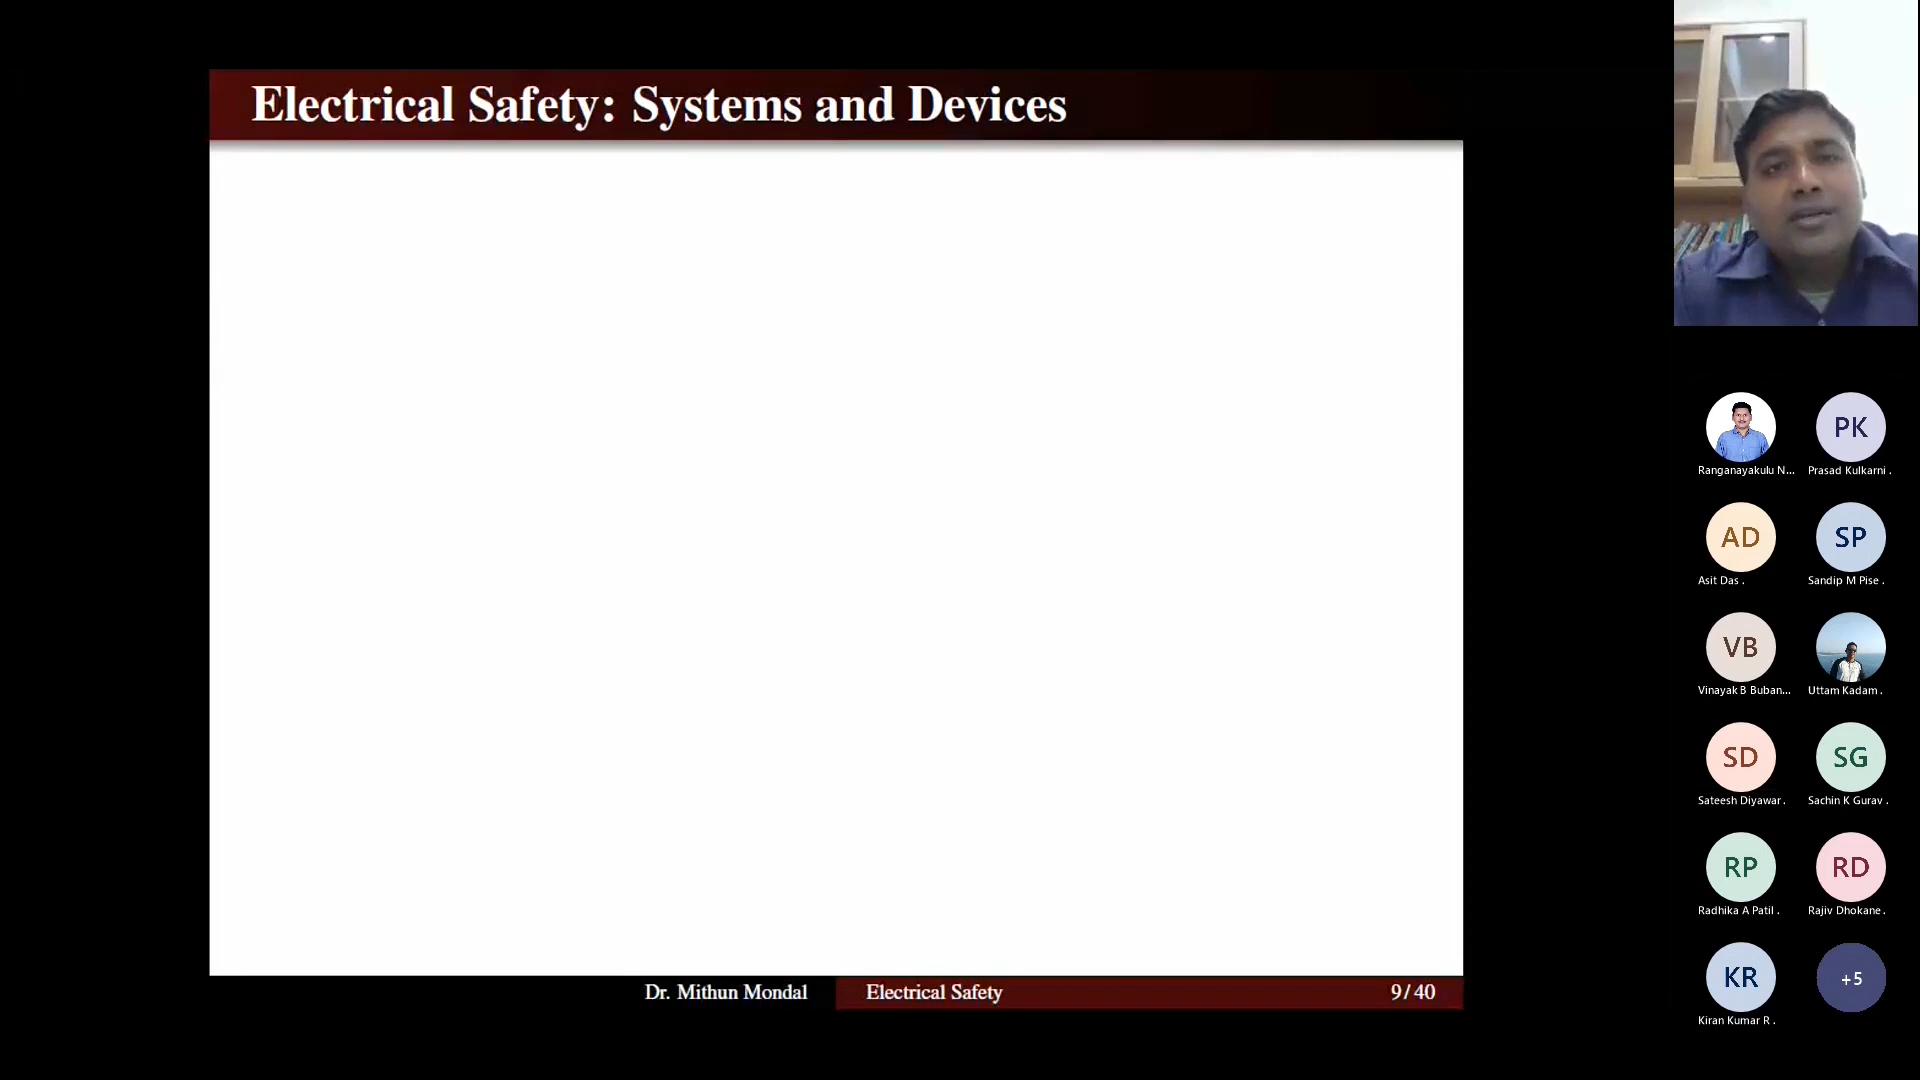 Electrical Safety: Systems and Devices
Dr. Mithun Mondal
Electrical Safety
9/40
Ranganayakulu N...
PK
Prasad Kulkarni .
AD
Asit Das .
SP
Sandip M Pise .
VB
Vinayak B Buban...
Uttam Kadam .
SD
Sateesh Diyawar .
SG
Sachin K Gurav .
RP
Radhika A Patil .
RD
Rajiv Dhokane .
KR
Kiran Kumar R .
+5